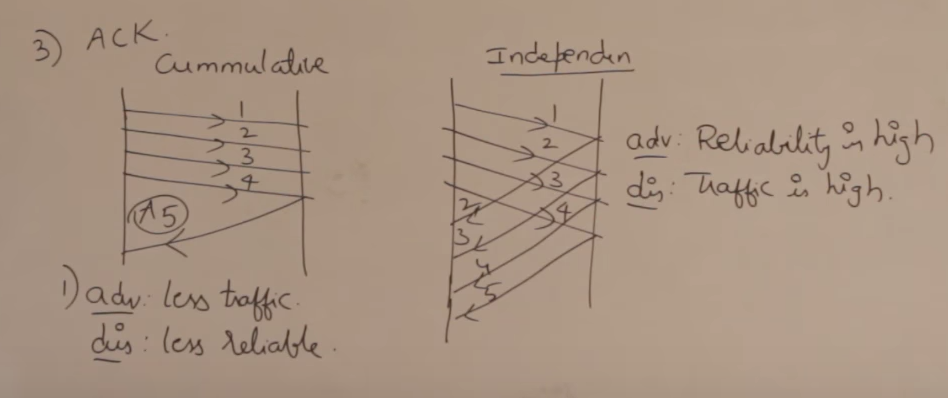 3) ACK.
Cummulative
1
2
3
4
A5
1) adv: less traffic.
dis: less reliable.
Independen
1
2
3
4
2
3
4
5
adv: Reliability is high
dis: Traffic is high.